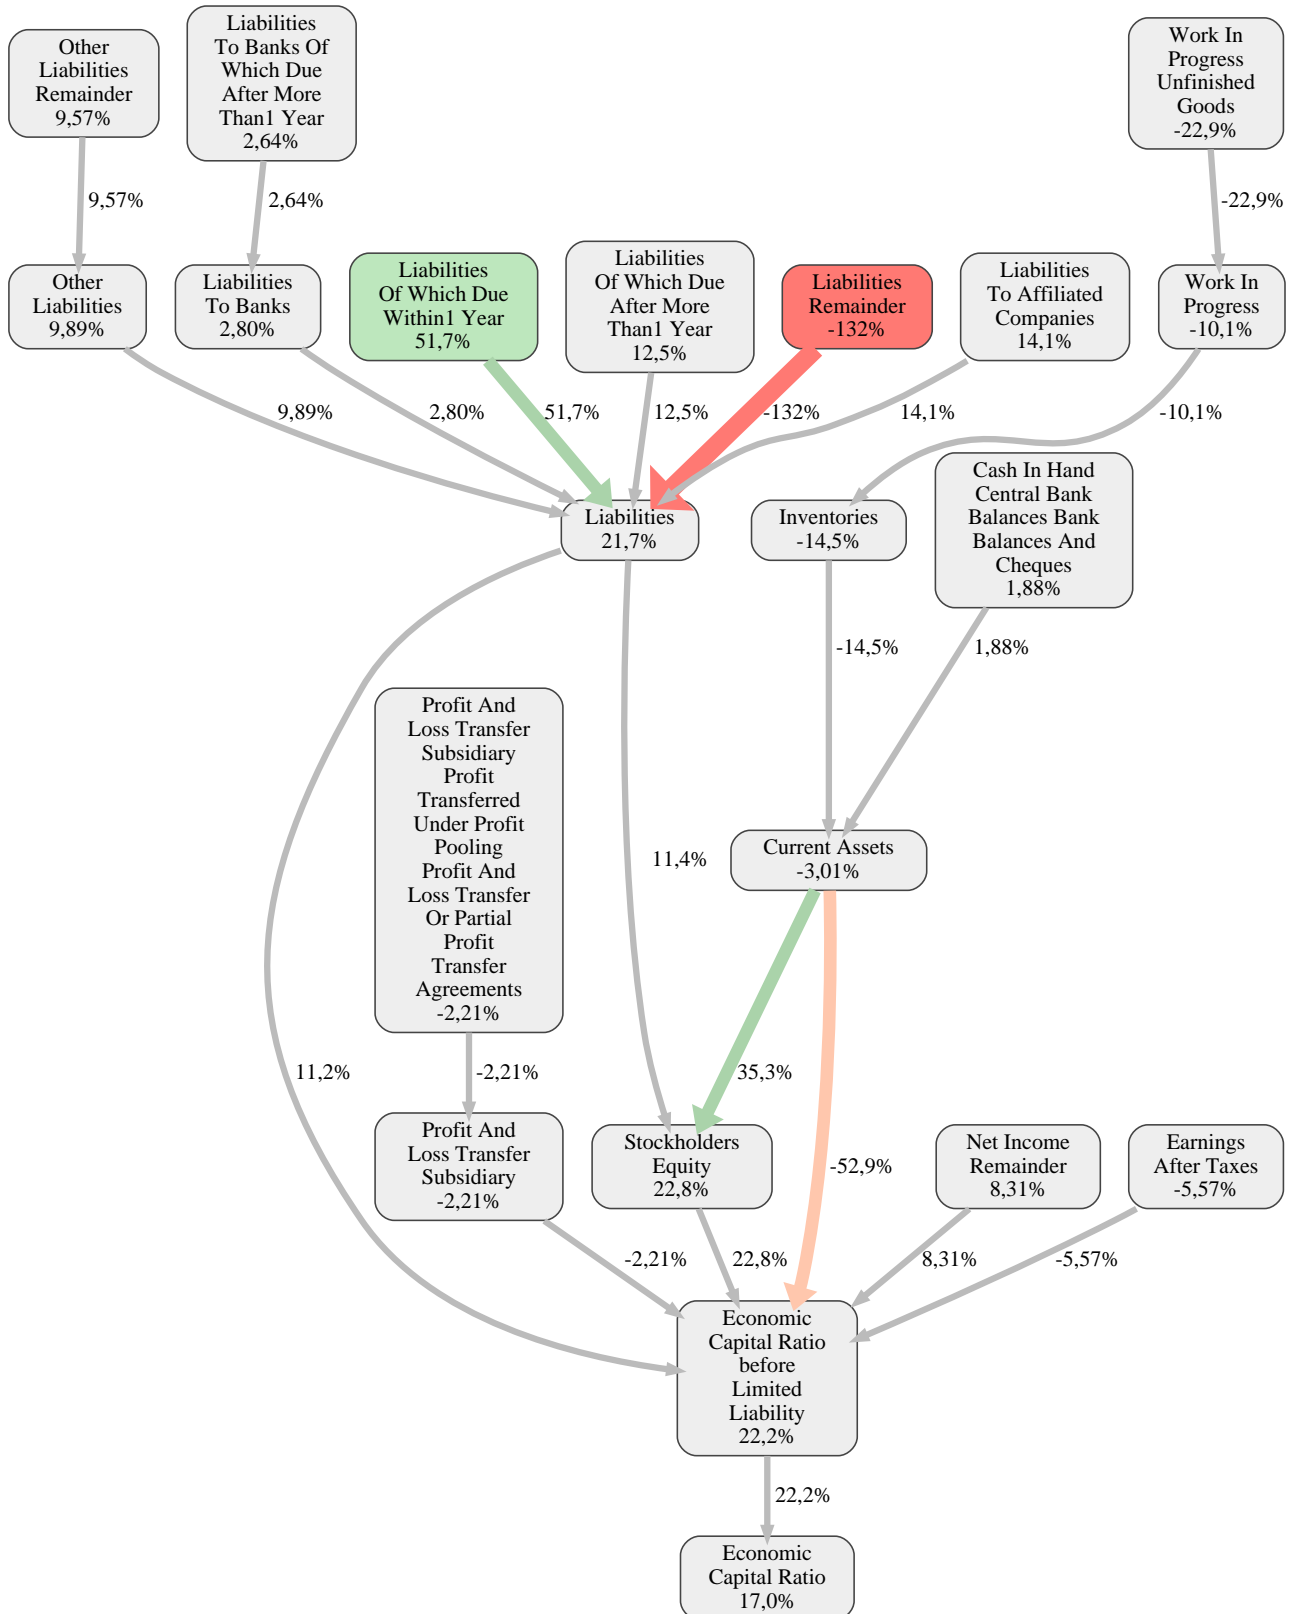 Other
Liabilities
Remainder
9,57%
Liabilities
To Banks Of
Which Due
After More
Than1 Year
2,64%
Work In
Progress
Unfinished
Goods
-22,9%
9,57%
2,64%
-22,9%
Other
Liabilities
9,89%
Liabilities
To Banks
2,80%
Liabilities
Of Which Due
Within1 Year
51,7%
Liabilities
Of Which Due
After More
Than1 Year
12,5%
Liabilities
Remainder
-132%
Liabilities
To Affiliated
Companies
14,1%
Work In
Progress
-10,1%
9,89%
2,80%
51,7%
12,5%
-132%
14,1%
-10,1%
Liabilities
21,7%
Inventories
-14,5%
Cash In Hand
Central Bank
Balances Bank
Balances And
Cheques
1,88%
-14,5%
1,88%
Profit And
Loss Transfer
Subsidiary
Profit
Transferred
Under Profit
Pooling
Profit And
Loss Transfer
Or Partial
Profit
Transfer
Agreements
-2,21%
11,4%
Current Assets
-3,01%
11,2%
-2,21%
35,3%
-52,9%
Profit And
Loss Transfer
Subsidiary
-2,21%
Stockholders
Equity
22,8%
Net Income
Remainder
8,31%
Earnings
After Taxes
-5,57%
-2,21%
22,8%
8,31%
-5,57%
Economic
Capital Ratio
before
Limited
Liability
22,2%
22,2%
Economic
Capital Ratio
17,0%